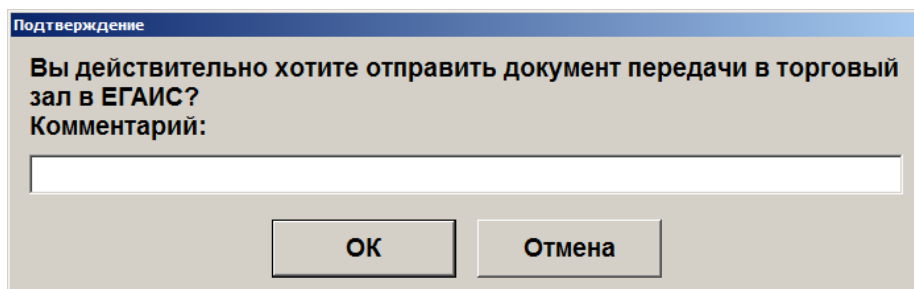 Подтверждение
Вы действительно хотите отправить документ передачи в торговый
зал в ЕГАИС?
Комментарий:
ОК
Отмена